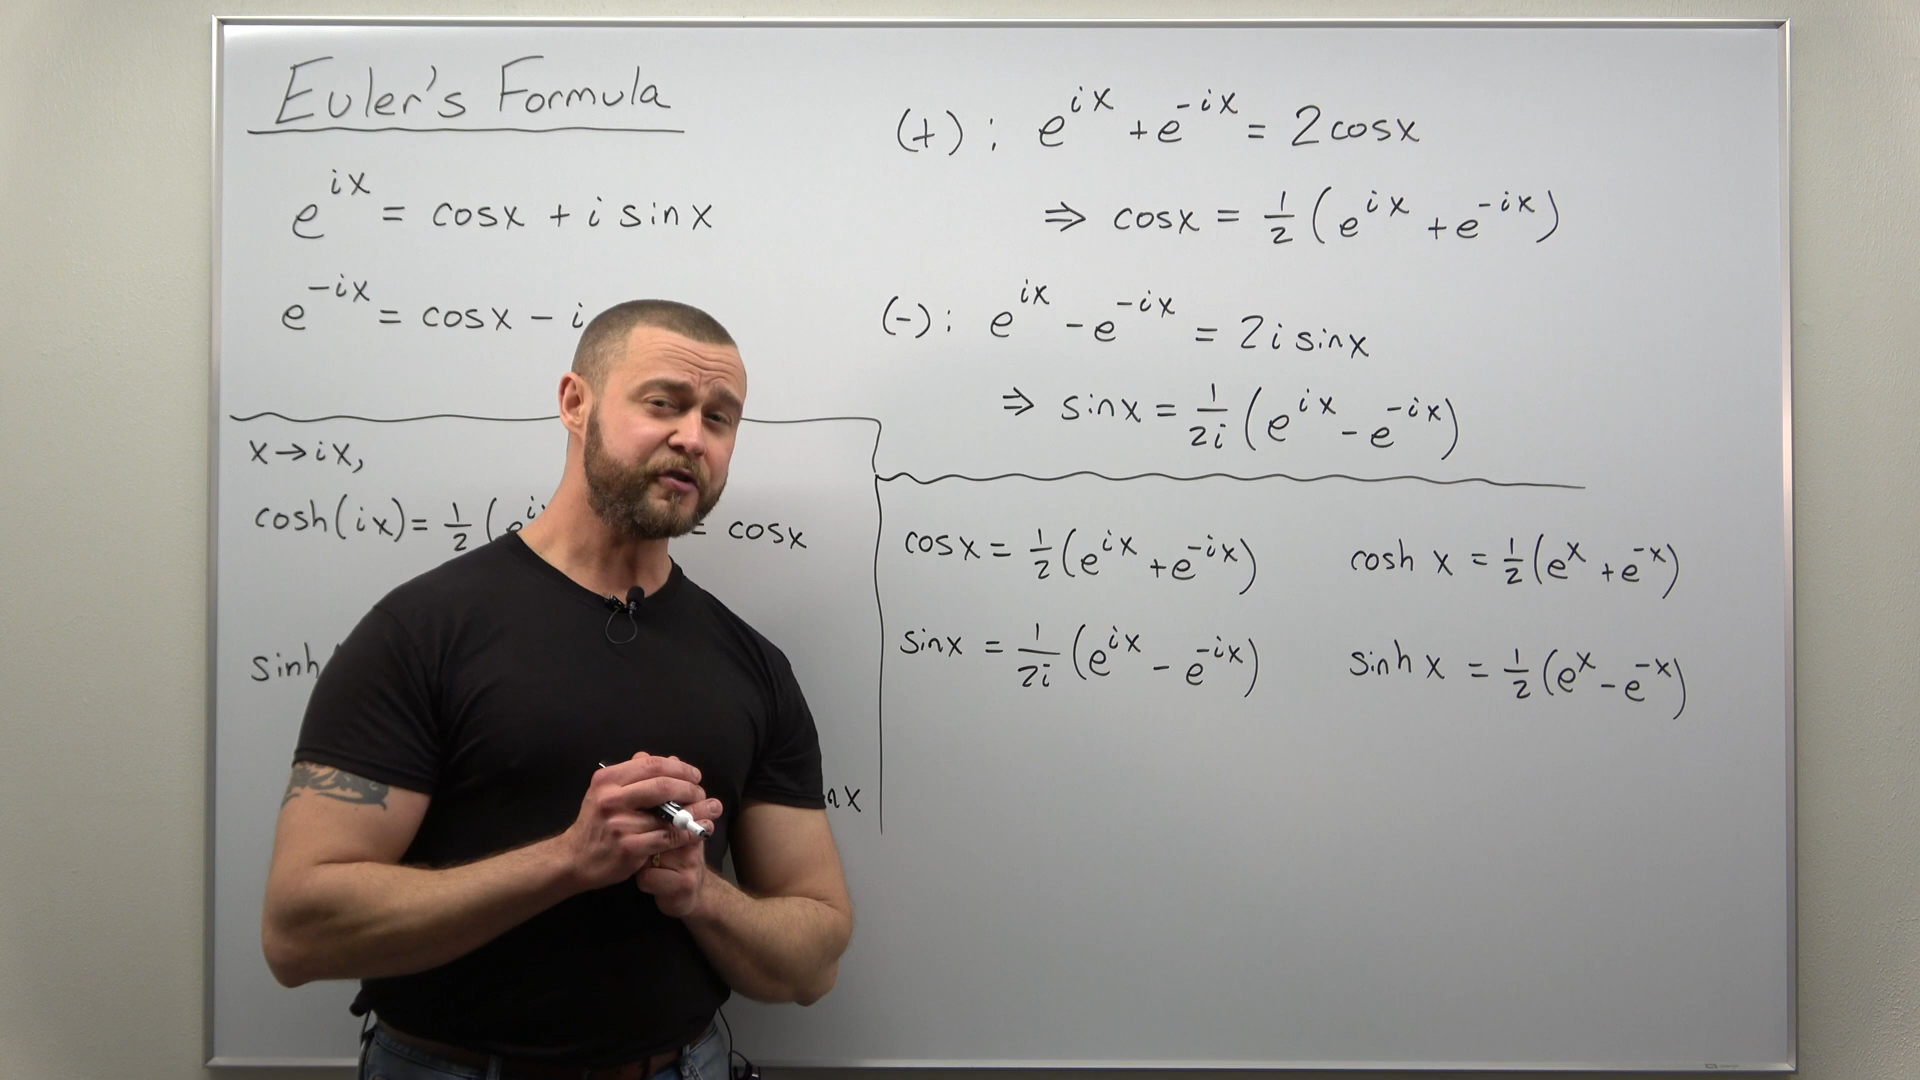 Euler's Formula
e^{ix} = cosx + i sinx
e^{-ix} = cosx - i
(+): e^{ix} + e^{-ix} = 2cosx
⇒ cosx = 1/2 (e^{ix} + e^{-ix})
(-): e^{ix} - e^{-ix} = 2i sinx
⇒ sinx = 1/2i (e^{ix} - e^{-ix})
x→ix,
cosh(ix) = 1/2 (e^{i = cosx
sinh
x
cosx = 1/2 (e^{ix} + e^{-ix})
cosh x = 1/2 (e^x + e^{-x})
sinx = 1/2i (e^{ix} - e^{-ix})
sinh x = 1/2 (e^x - e^{-x})